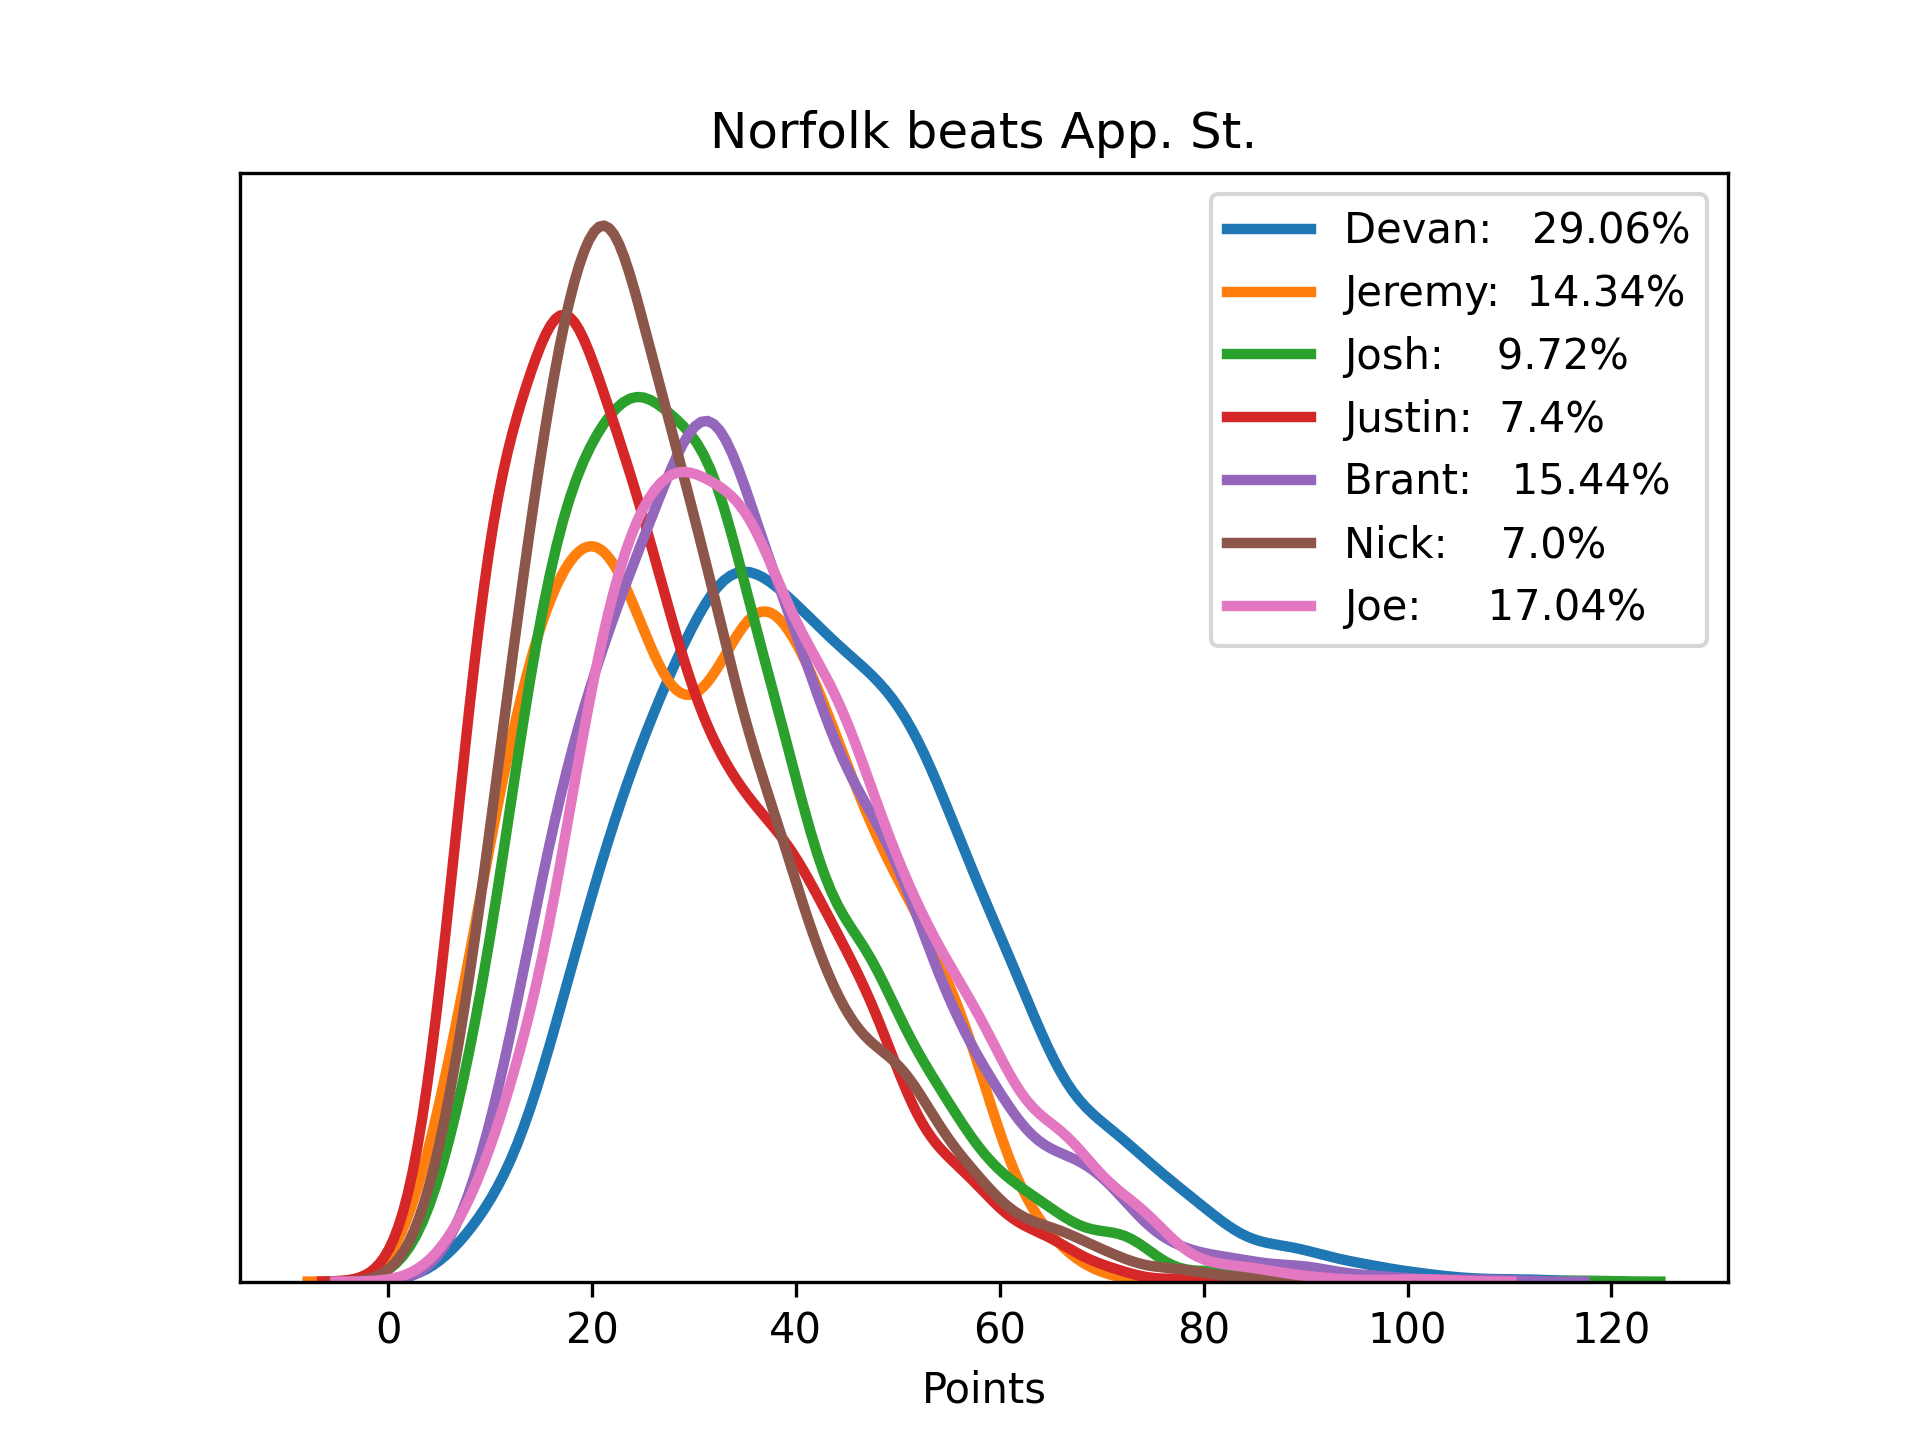 Norfolk beats App. St.
Devan: 29.06%
Jeremy: 14.34%
Josh: 9.72%
Justin: 7.4%
Brant: 15.44%
Nick: 7.0%
Joe: 17.04%
0 20 40 60 80 100 120
Points